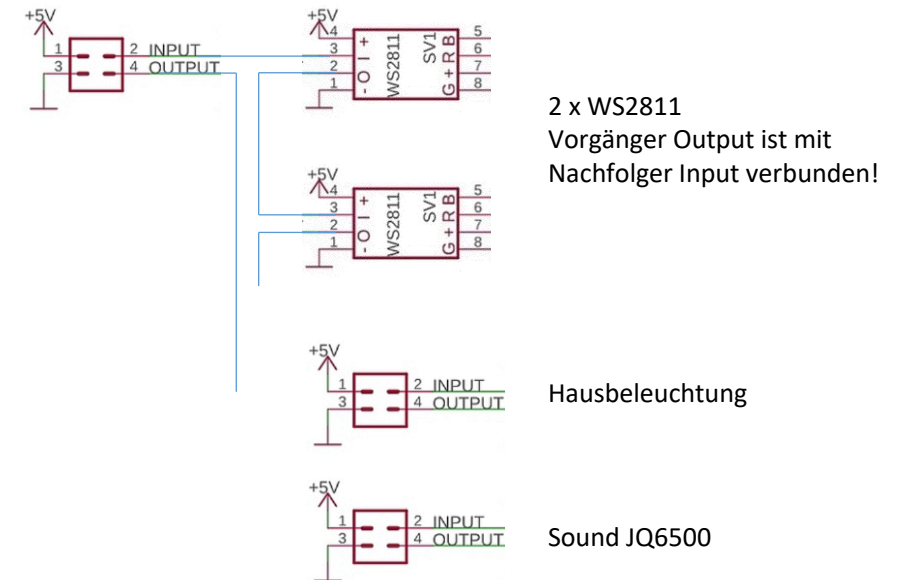 +5V
1
2 INPUT
3
4 OUTPUT
+5V
4
3
2
1
+
I
O
-
WS2811
SV1
B
R
+
G
5
6
7
8
2 x WS2811
Vorgänger Output ist mit
Nachfolger Input verbunden!
+5V
4
3
2
1
+
I
O
-
WS2811
SV1
B
R
+
G
5
6
7
8
+5V
1
2 INPUT
3
4 OUTPUT
Hausbeleuchtung
+5V
1
2 INPUT
3
4 OUTPUT
Sound JQ6500